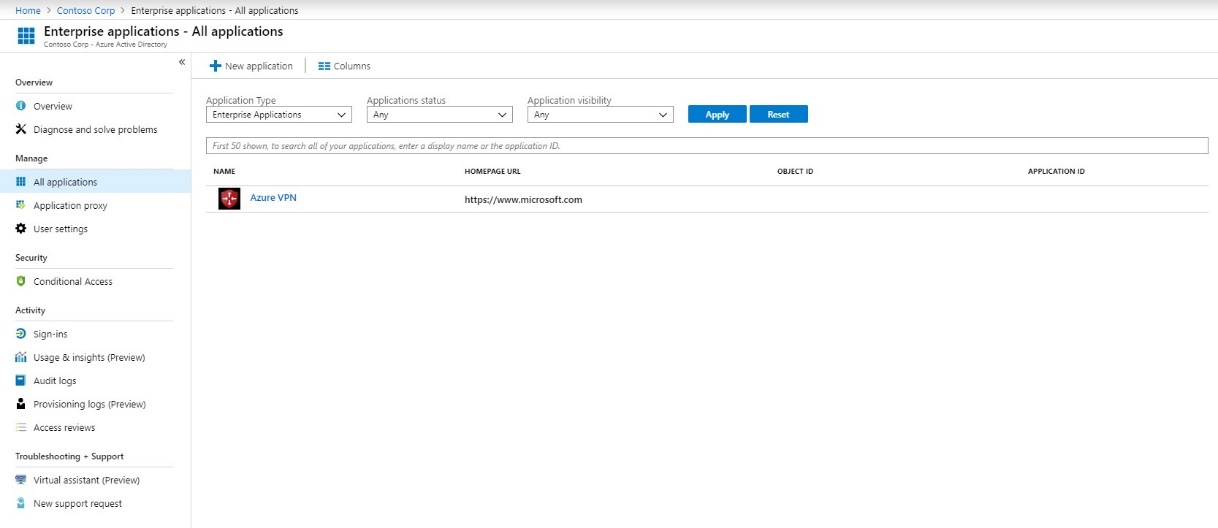 Home > Contoso Corp > Enterprise applications - All applications
Enterprise applications - All applications
Contoso Corp - Azure Active Directory
«
Overview
Overview
Diagnose and solve problems
Manage
All applications
Application proxy
User settings
Security
Conditional Access
Activity
Sign-ins
Usage & insights (Preview)
Audit logs
Provisioning logs (Preview)
Access reviews
Troubleshooting + Support
Virtual assistant (Preview)
New support request
New application
Columns
Application Type Applications status Application visibility
Enterprise Applications Any Any Apply Reset
First 50 shown, to search all of your applications, enter a display name or the application ID.
NAME HOMEPAGE URL OBJECT ID APPLICATION ID
Azure VPN https://www.microsoft.com